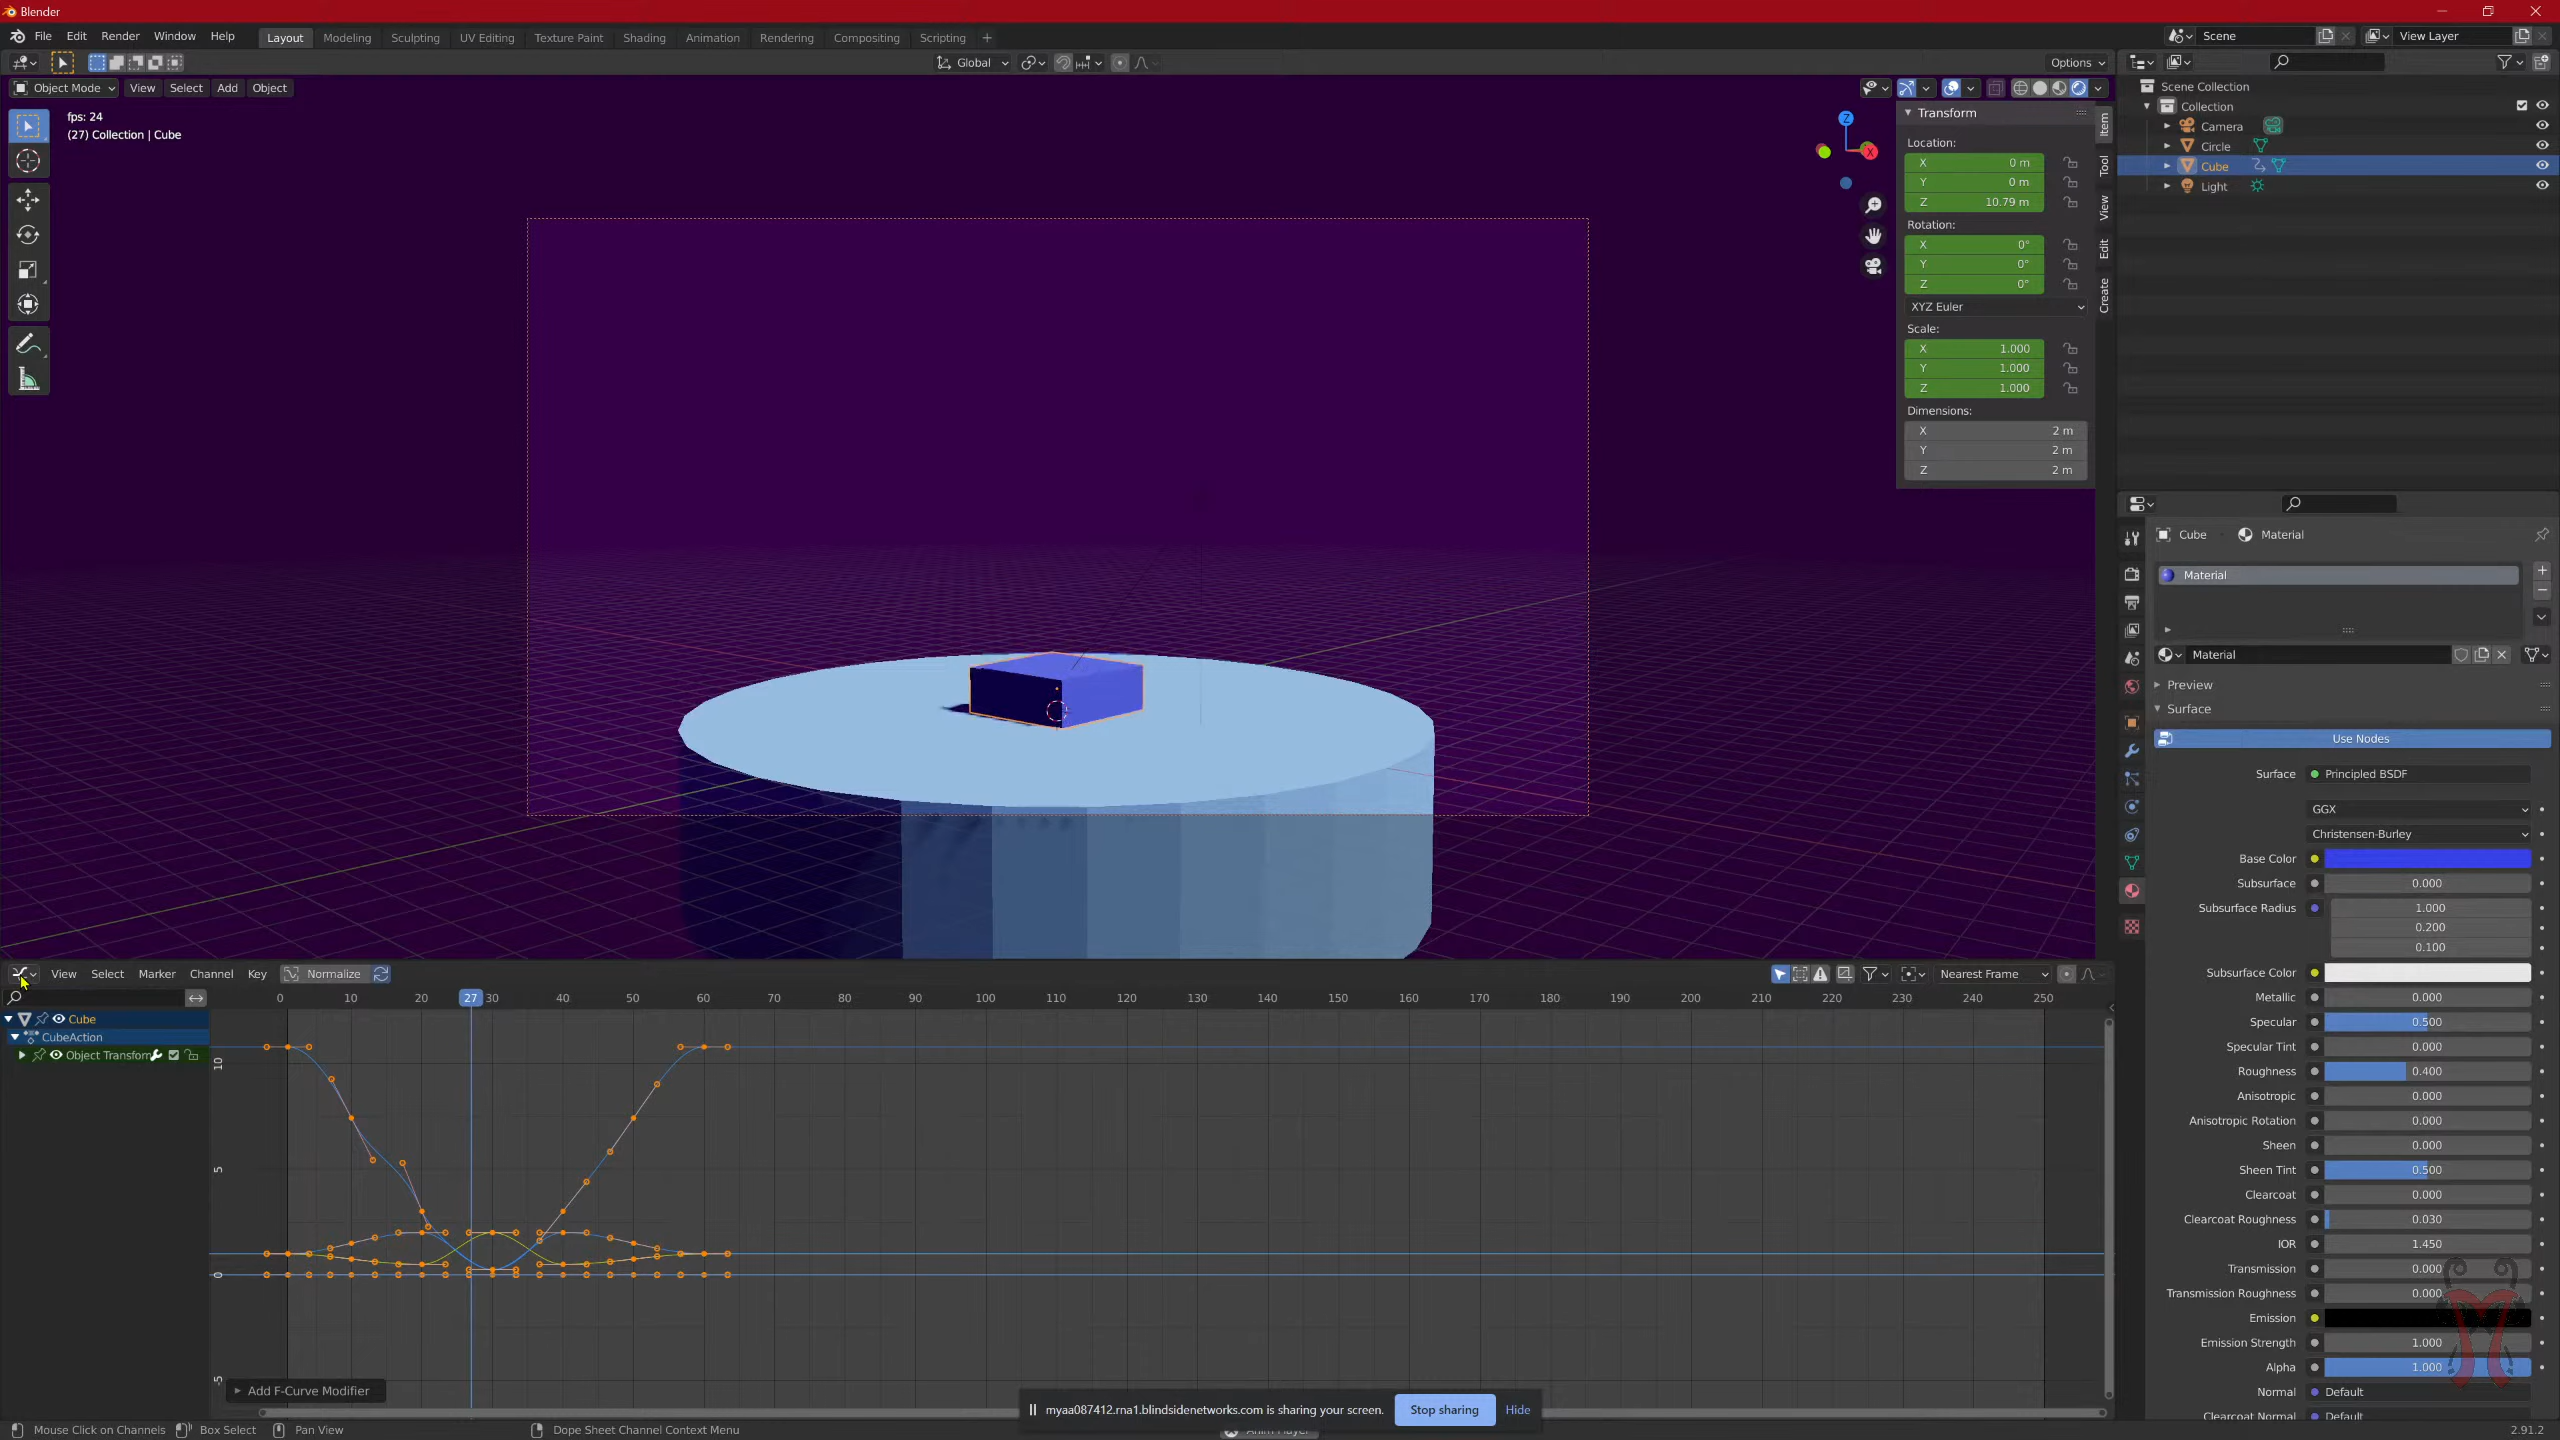 Blender
File Edit Render Window Help Layout Modeling Sculpting UV Editing Texture Paint Shading Animation Rendering Compositing Scripting + Scene View Layer
Global Options
Object Mode View Select Add Object
fps: 24
(27) Collection | Cube
Z
X
Transform
Location:
X 0 m
Y 0 m
Z 10.79 m
Rotation:
X 0°
Y 0°
Z 0°
XYZ Euler
Scale:
X 1.000
Y 1.000
Z 1.000
Dimensions:
X 2 m
Y 2 m
Z 2 m
Item
Tool
View
Edit
Create
Scene Collection
Collection
Camera
Circle
Cube
Light
Cube Material
Material
Material
Preview
Surface
Use Nodes
Surface Principled BSDF
GGX
Christensen-Burley
Base Color
Subsurface 0.000
Subsurface Radius 1.000
0.200
0.100
Subsurface Color
Metallic 0.000
Specular 0.500
Specular Tint 0.000
Roughness 0.400
Anisotropic 0.000
Anisotropic Rotation 0.000
Sheen 0.000
Sheen Tint 0.500
Clearcoat 0.000
Clearcoat Roughness 0.030
IOR 1.450
Transmission 0.000
Transmission Roughness 0.000
Emission
Emission Strength 1.000
Alpha 1.000
Normal Default
Clearcoat Normal Default
View Select Marker Channel Key Normalize Nearest Frame
0 10 20 27 30 40 50 60 70 80 90 100 110 120 130 140 150 160 170 180 190 200 210 220 230 240 250
Cube
CubeAction
Object Transform
10
5
0
-5
Add F-Curve Modifier
myaa087412.rna1.blindsidenetworks.com is sharing your screen. Stop sharing Hide
Mouse Click on Channels Box Select Pan View Dope Sheet Channel Context Menu Anim Player 2.91.2